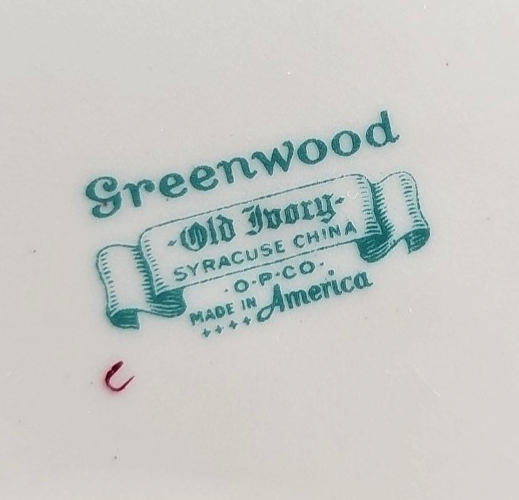 Greenwood
-Old Ivory-
SYRACUSE CHINA
·O·P·CO·
MADE IN America
C